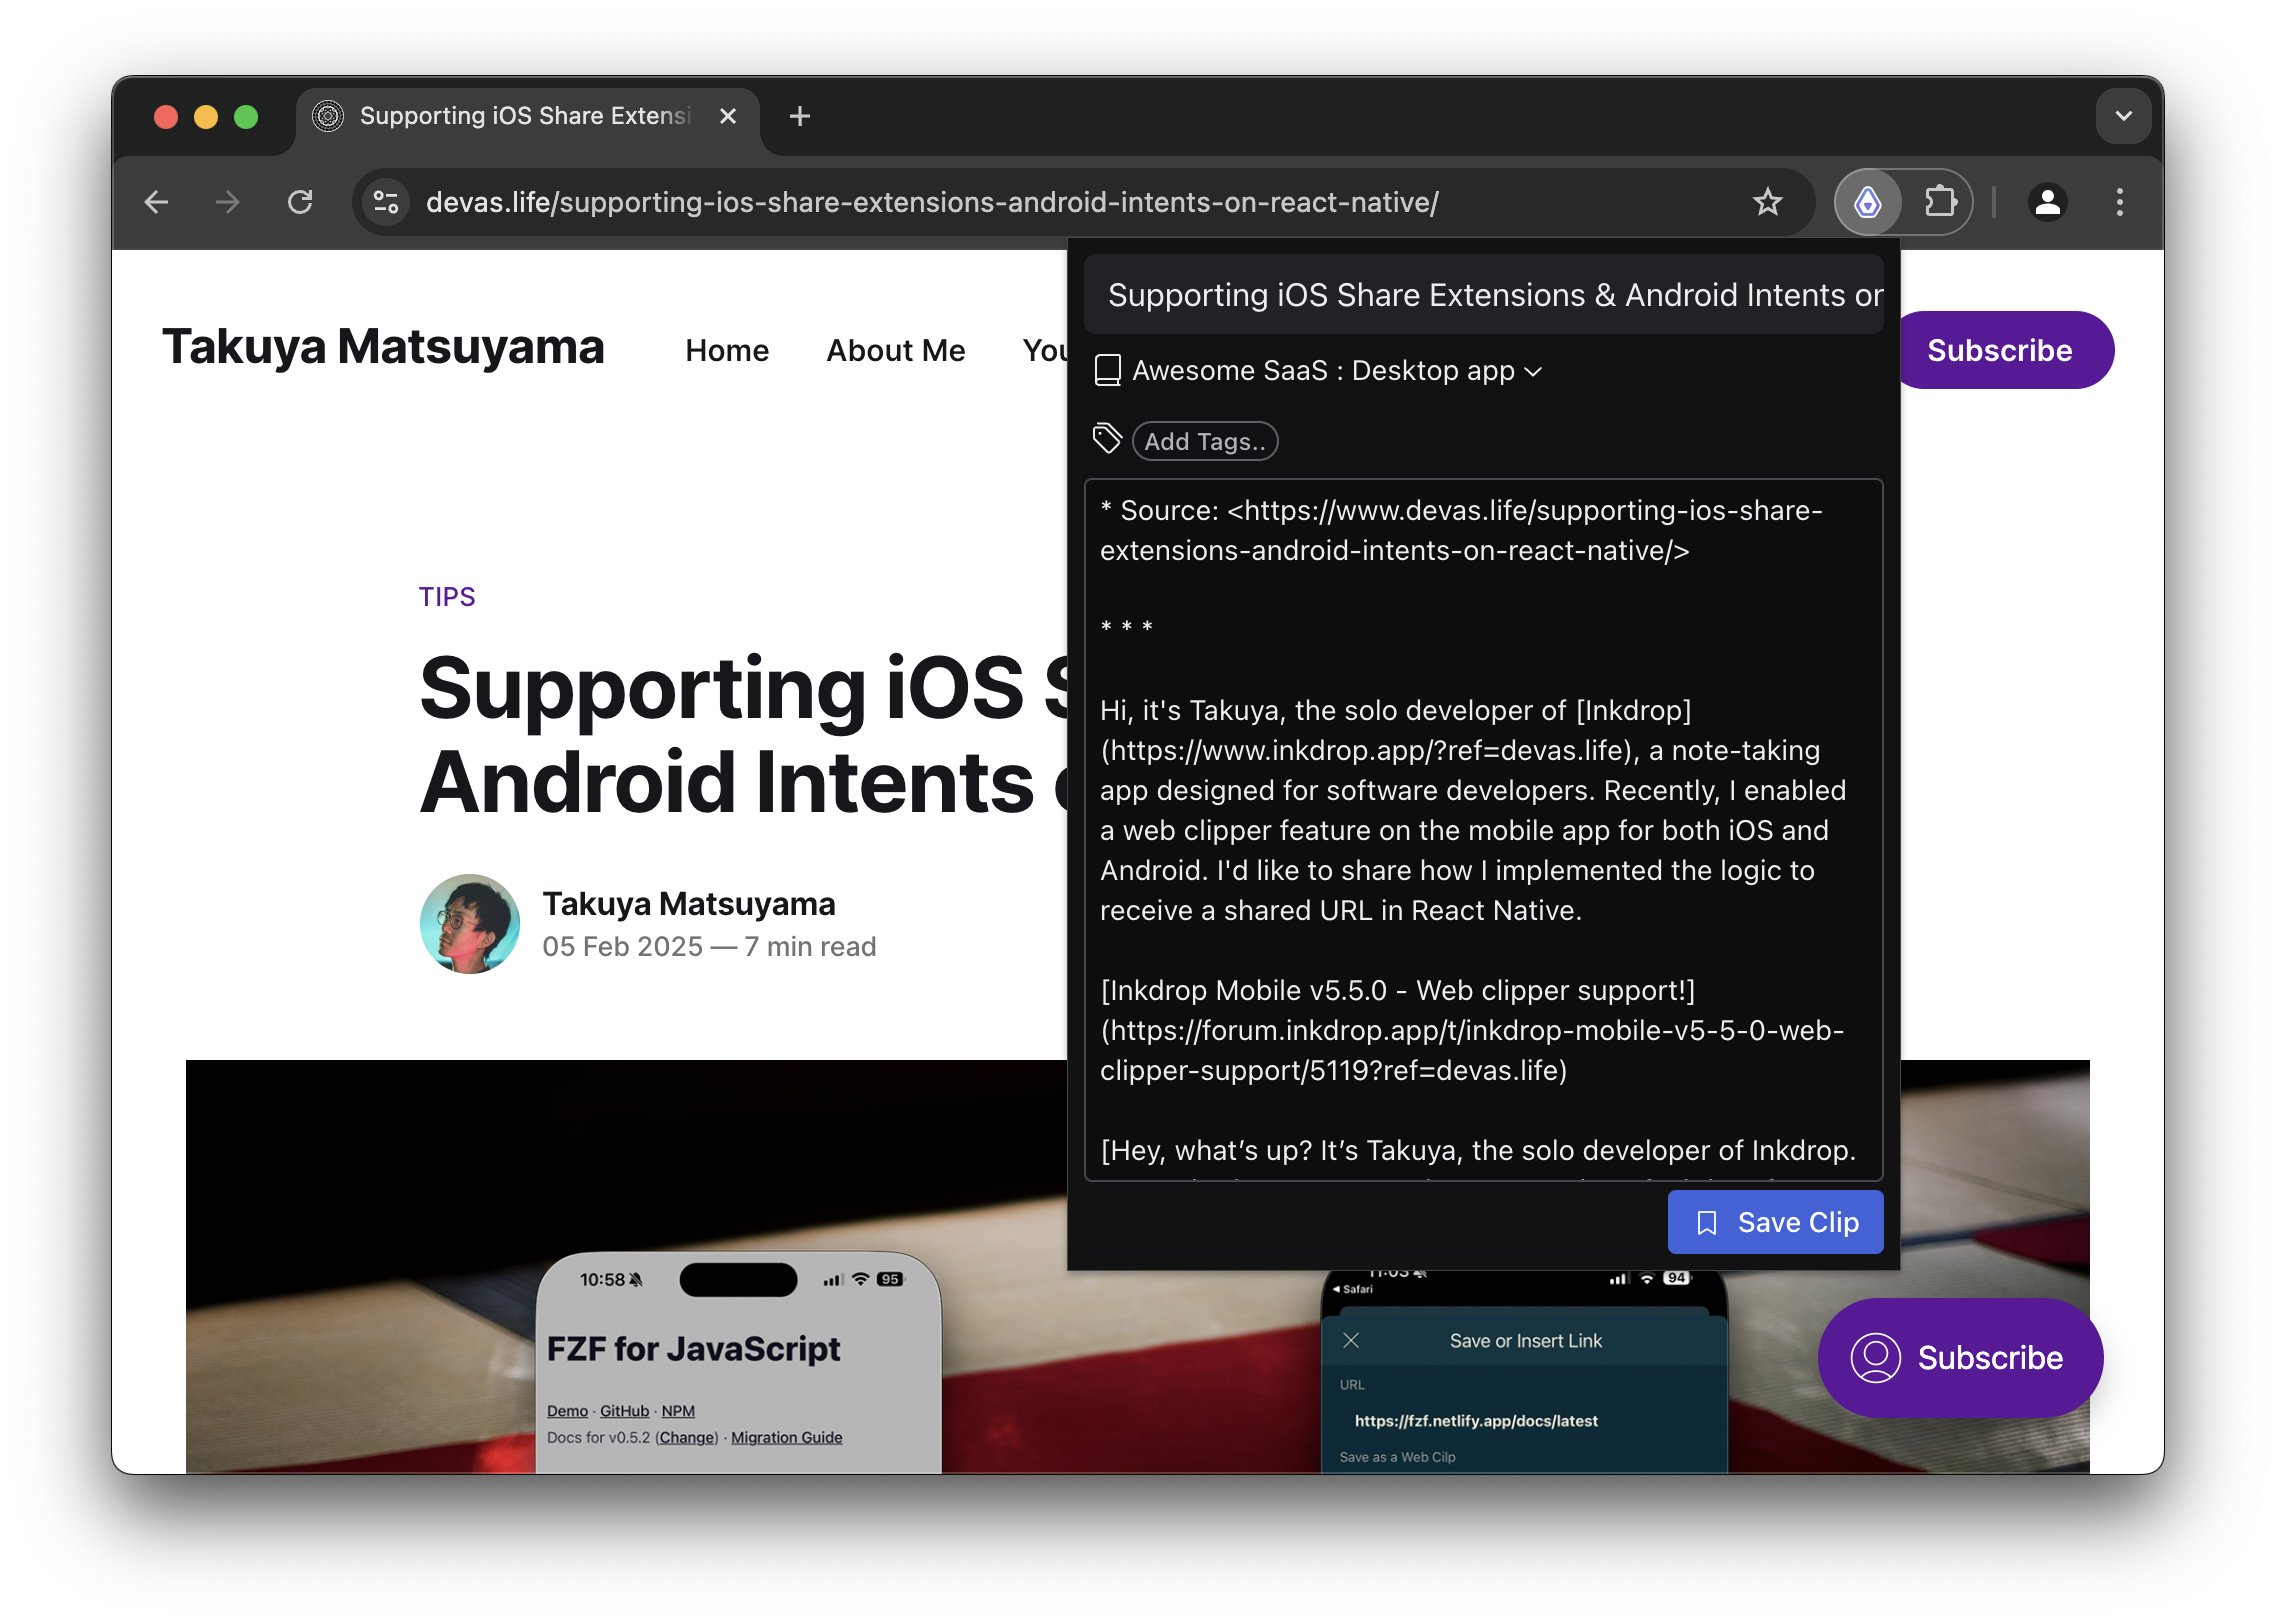 Supporting iOS Share Extensi
devas.life/supporting-ios-share-extensions-android-intents-on-react-native/
Takuya Matsuyama
Home
About Me
You
Subscribe
TIPS
Supporting iOS S
Android Intents
Takuya Matsuyama
05 Feb 2025 — 7 min read
Supporting iOS Share Extensions & Android Intents or
Awesome SaaS : Desktop app
Add Tags..
* Source: <https://www.devas.life/supporting-ios-share-
extensions-android-intents-on-react-native/>
* * *
Hi, it's Takuya, the solo developer of [Inkdrop]
(https://www.inkdrop.app/?ref=devas.life), a note-taking
app designed for software developers. Recently, I enabled
a web clipper feature on the mobile app for both iOS and
Android. I'd like to share how I implemented the logic to
receive a shared URL in React Native.
[Inkdrop Mobile v5.5.0 - Web clipper support!]
(https://forum.inkdrop.app/t/inkdrop-mobile-v5-5-0-web-
clipper-support/5119?ref=devas.life)
[Hey, what’s up? It’s Takuya, the solo developer of Inkdrop.
Save Clip
10:58
95
FZF for JavaScript
Demo · GitHub · NPM
Docs for v0.5.2 (Change) · Migration Guide
11:03
94
Safari
Save or Insert Link
URL
https://fzf.netlify.app/docs/latest
Save as a Web Cilp
Subscribe